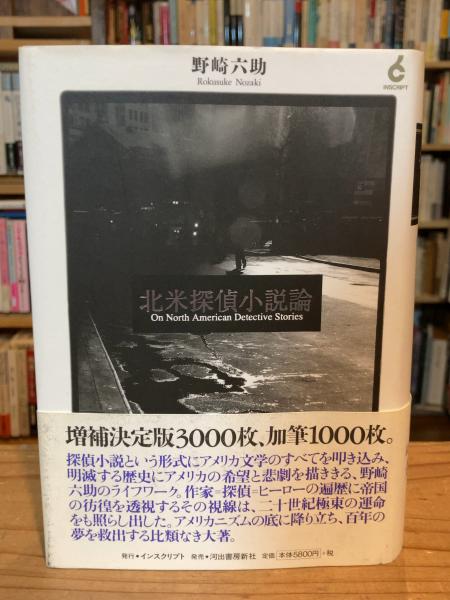 野崎六助
Rokusuke Nozaki
INSCRIPT
北米探偵小説論
On North American Detective Stories
増補決定版3000枚、加筆1000枚。
探偵小説という形式にアメリカ文学のすべてを叩き込み、
明滅する歴史にアメリカの希望と悲劇を描ききる、野崎
六助のライフワーク。作家=探偵=ヒーローの遍歴に帝国
の彷徨を透視するその視線は、二十世紀極東の運命
をも照らし出した。アメリカニズムの底に降り立ち、百年の
夢を救出する比類なき大著。
発行●インスクリプト 発売●河出書房新社 定価 本体5800円 +税